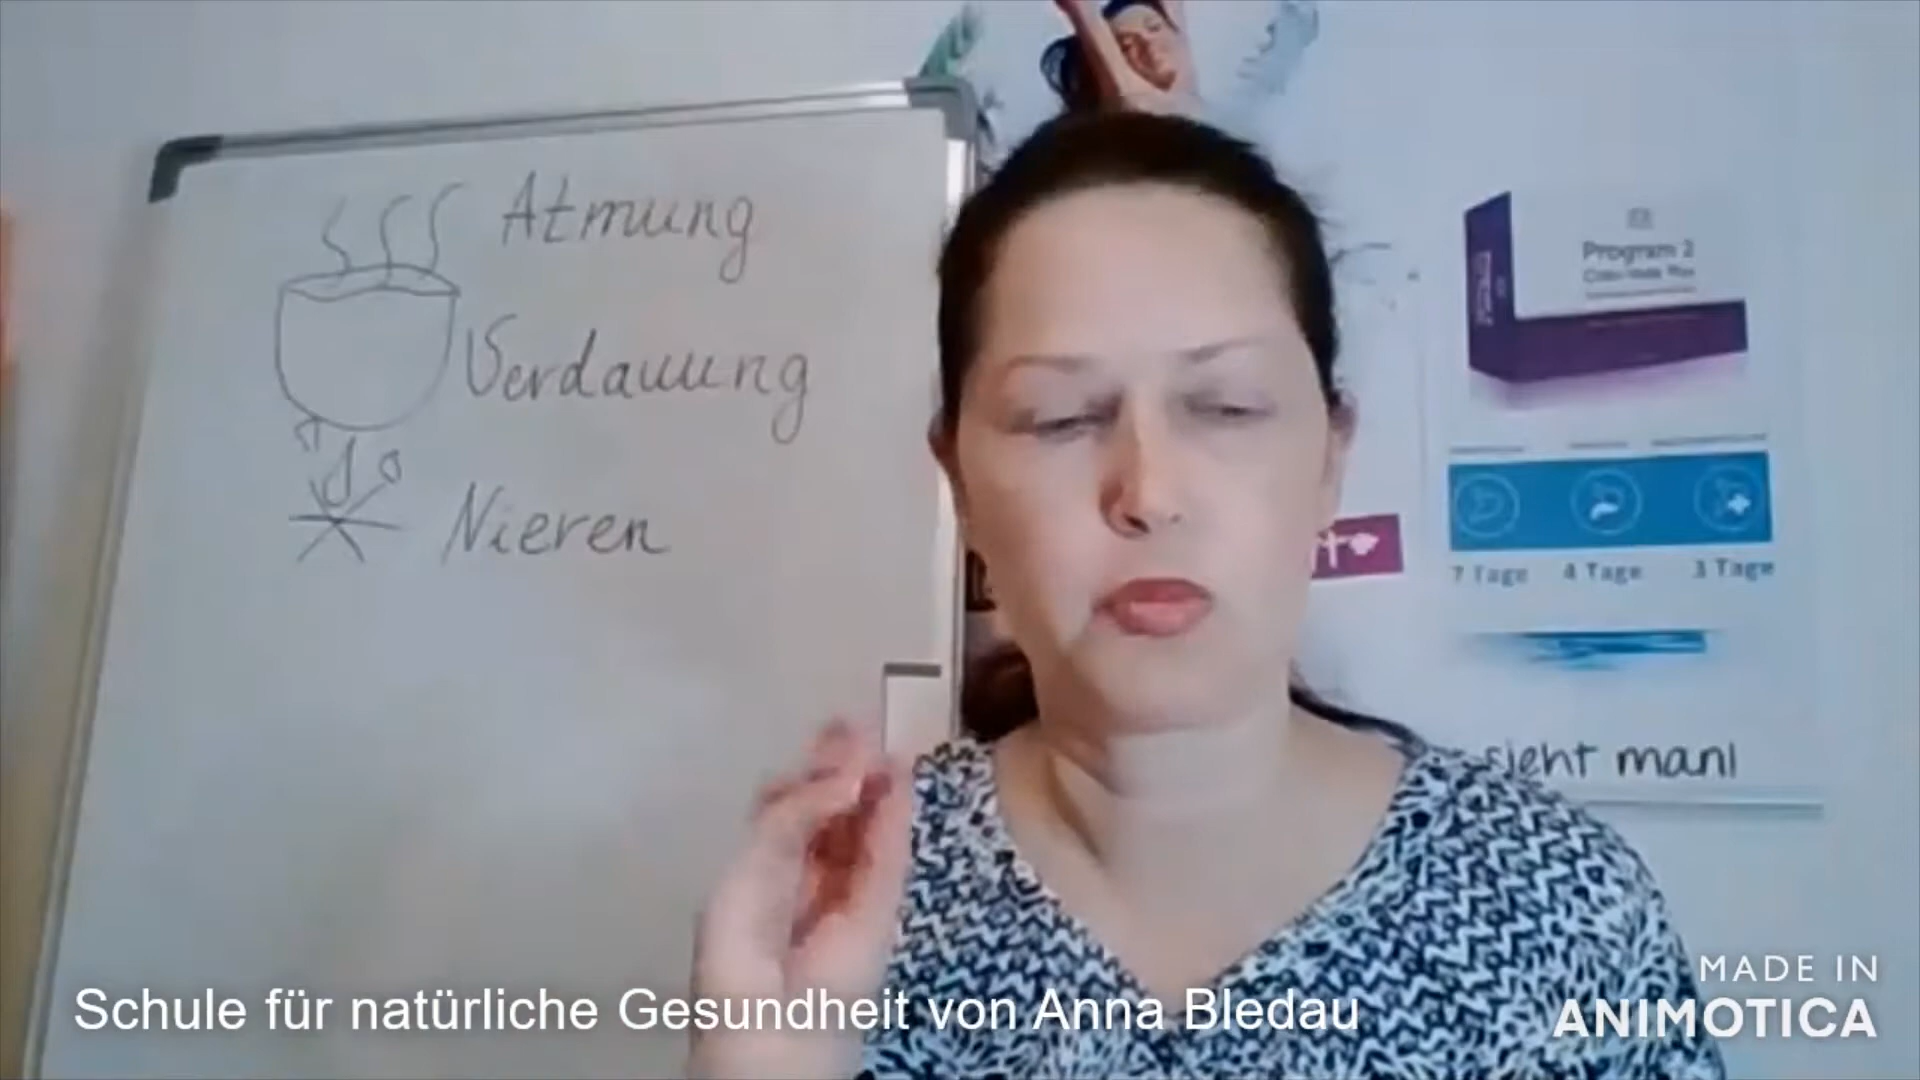 Atmung
Verdauung
Nieren
Program 2
7 Tage 4 Tage 3 Tage
sieht man!
Schule für natürliche Gesundheit von Anna Bledau
MADE IN
ANIMOTICA